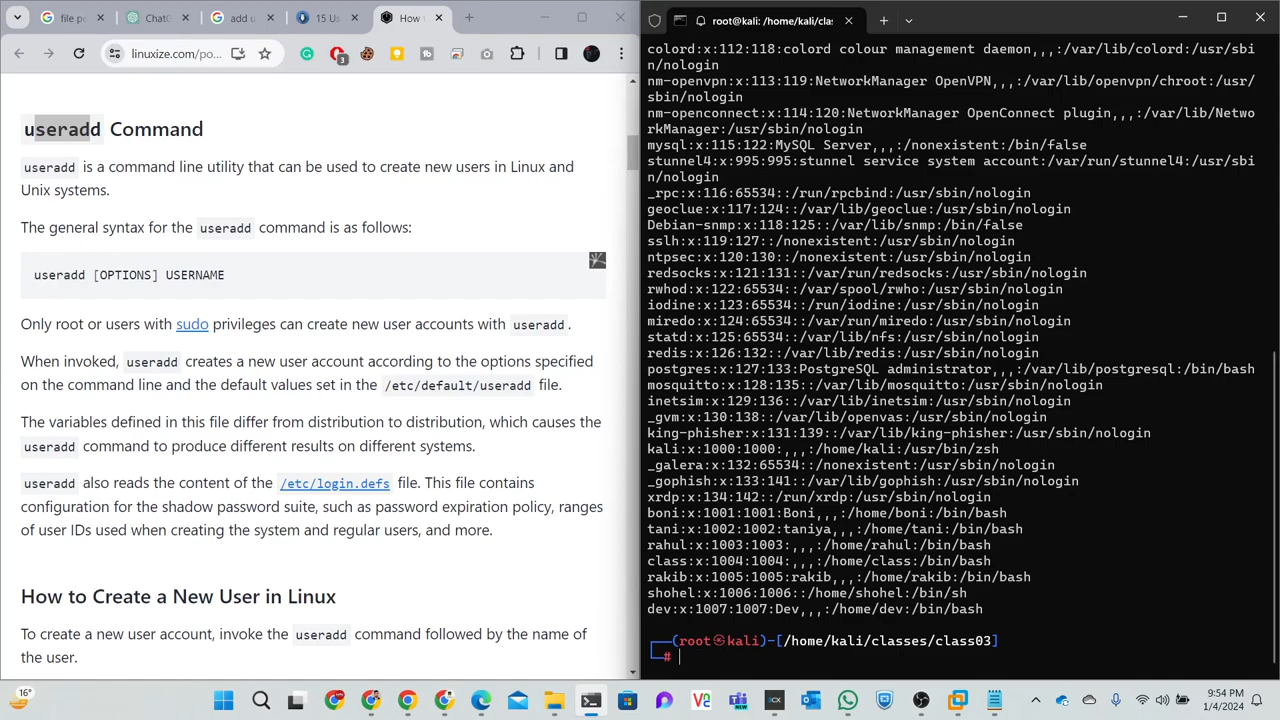 file pe
ChatG
add u
15 Us
How t
root@kali: /home/kali/clas
linuxize.com/po...
3
useradd Command
useradd is a command line utility that can be used to create new users in Linux and
Unix systems.
The general syntax for the useradd command is as follows:
useradd [OPTIONS] USERNAME
Only root or users with sudo privileges can create new user accounts with useradd.
When invoked, useradd creates a new user account according to the options specified
on the command line and the default values set in the /etc/default/useradd file.
The variables defined in this file differ from distribution to distribution, which causes the
useradd command to produce different results on different systems.
useradd also reads the content of the /etc/login.defs file. This file contains
configuration for the shadow password suite, such as password expiration policy, ranges
of user IDs used when creating the system and regular users, and more.
How to Create a New User in Linux
To create a new user account, invoke the useradd command followed by the name of
the user.
colord:x:112:118:colord colour management daemon,,,:/var/lib/colord:/usr/sbi
n/nologin
nm-openvpn:x:113:119:NetworkManager OpenVPN,,,:/var/lib/openvpn/chroot:/usr/
sbin/nologin
nm-openconnect:x:114:120:NetworkManager OpenConnect plugin,,,:/var/lib/Netwo
rkManager:/usr/sbin/nologin
mysql:x:115:122:MySQL Server,,,:/nonexistent:/bin/false
stunnel4:x:995:995:stunnel service system account:/var/run/stunnel4:/usr/sbi
n/nologin
_rpc:x:116:65534::/run/rpcbind:/usr/sbin/nologin
geoclue:x:117:124::/var/lib/geoclue:/usr/sbin/nologin
Debian-snmp:x:118:125::/var/lib/snmp:/bin/false
sslh:x:119:127::/nonexistent:/usr/sbin/nologin
ntpsec:x:120:130::/nonexistent:/usr/sbin/nologin
redsocks:x:121:131::/var/run/redsocks:/usr/sbin/nologin
rwhod:x:122:65534::/var/spool/rwho:/usr/sbin/nologin
iodine:x:123:65534::/run/iodine:/usr/sbin/nologin
miredo:x:124:65534::/var/run/miredo:/usr/sbin/nologin
statd:x:125:65534::/var/lib/nfs:/usr/sbin/nologin
redis:x:126:132::/var/lib/redis:/usr/sbin/nologin
postgres:x:127:133:PostgreSQL administrator,,,:/var/lib/postgresql:/bin/bash
mosquitto:x:128:135::/var/lib/mosquitto:/usr/sbin/nologin
inetsim:x:129:136::/var/lib/inetsim:/usr/sbin/nologin
_gvm:x:130:138::/var/lib/openvas:/usr/sbin/nologin
king-phisher:x:131:139::/var/lib/king-phisher:/usr/sbin/nologin
kali:x:1000:1000:,,,:/home/kali:/usr/bin/zsh
_galera:x:132:65534::/nonexistent:/usr/sbin/nologin
_gophish:x:133:141::/var/lib/gophish:/usr/sbin/nologin
xrdp:x:134:142::/run/xrdp:/usr/sbin/nologin
boni:x:1001:1001:Boni,,,:/home/boni:/bin/bash
tani:x:1002:1002:taniya,,,:/home/tani:/bin/bash
rahul:x:1003:1003:,,,:/home/rahul:/bin/bash
class:x:1004:1004:,,,:/home/class:/bin/bash
rakib:x:1005:1005:rakib,,,:/home/rakib:/bin/bash
shohel:x:1006:1006::/home/shohel:/bin/sh
dev:x:1007:1007:Dev,,,:/home/dev:/bin/bash
┌──(root㉿kali)-[/home/kali/classes/class03]
└─#
16°
9:54 PM
1/4/2024